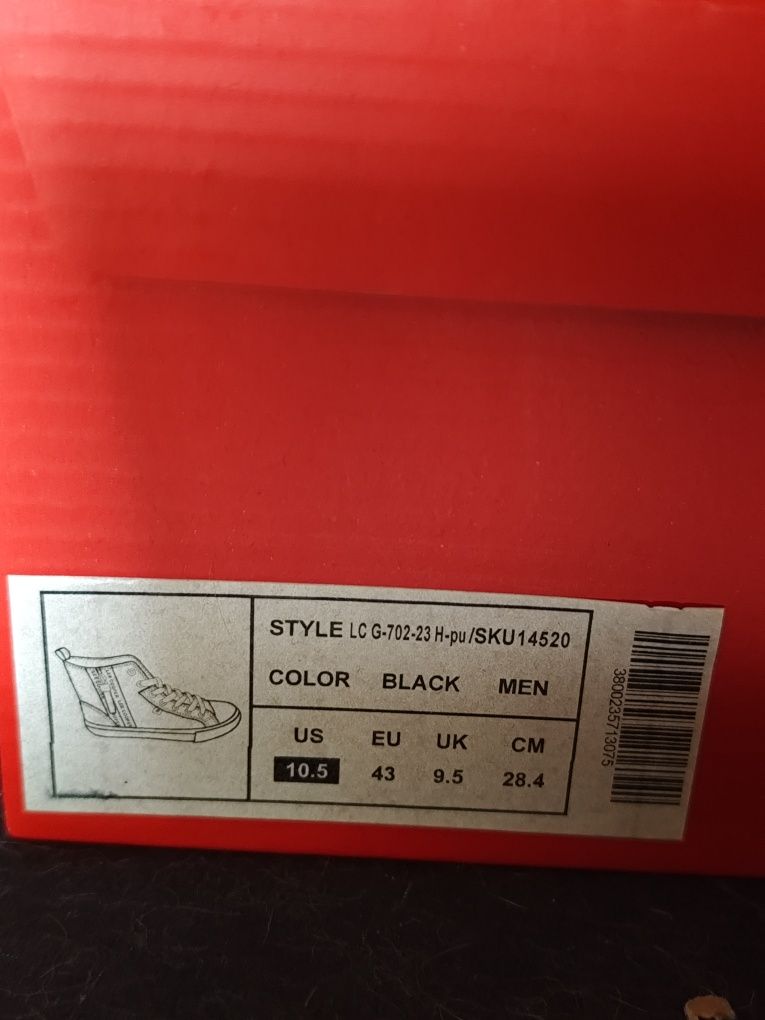 STYLE LC G-702-23 H-pu/SKU14520
COLOR BLACK MEN
US EU UK CM
10.5 43 9.5 28.4
3800235713075